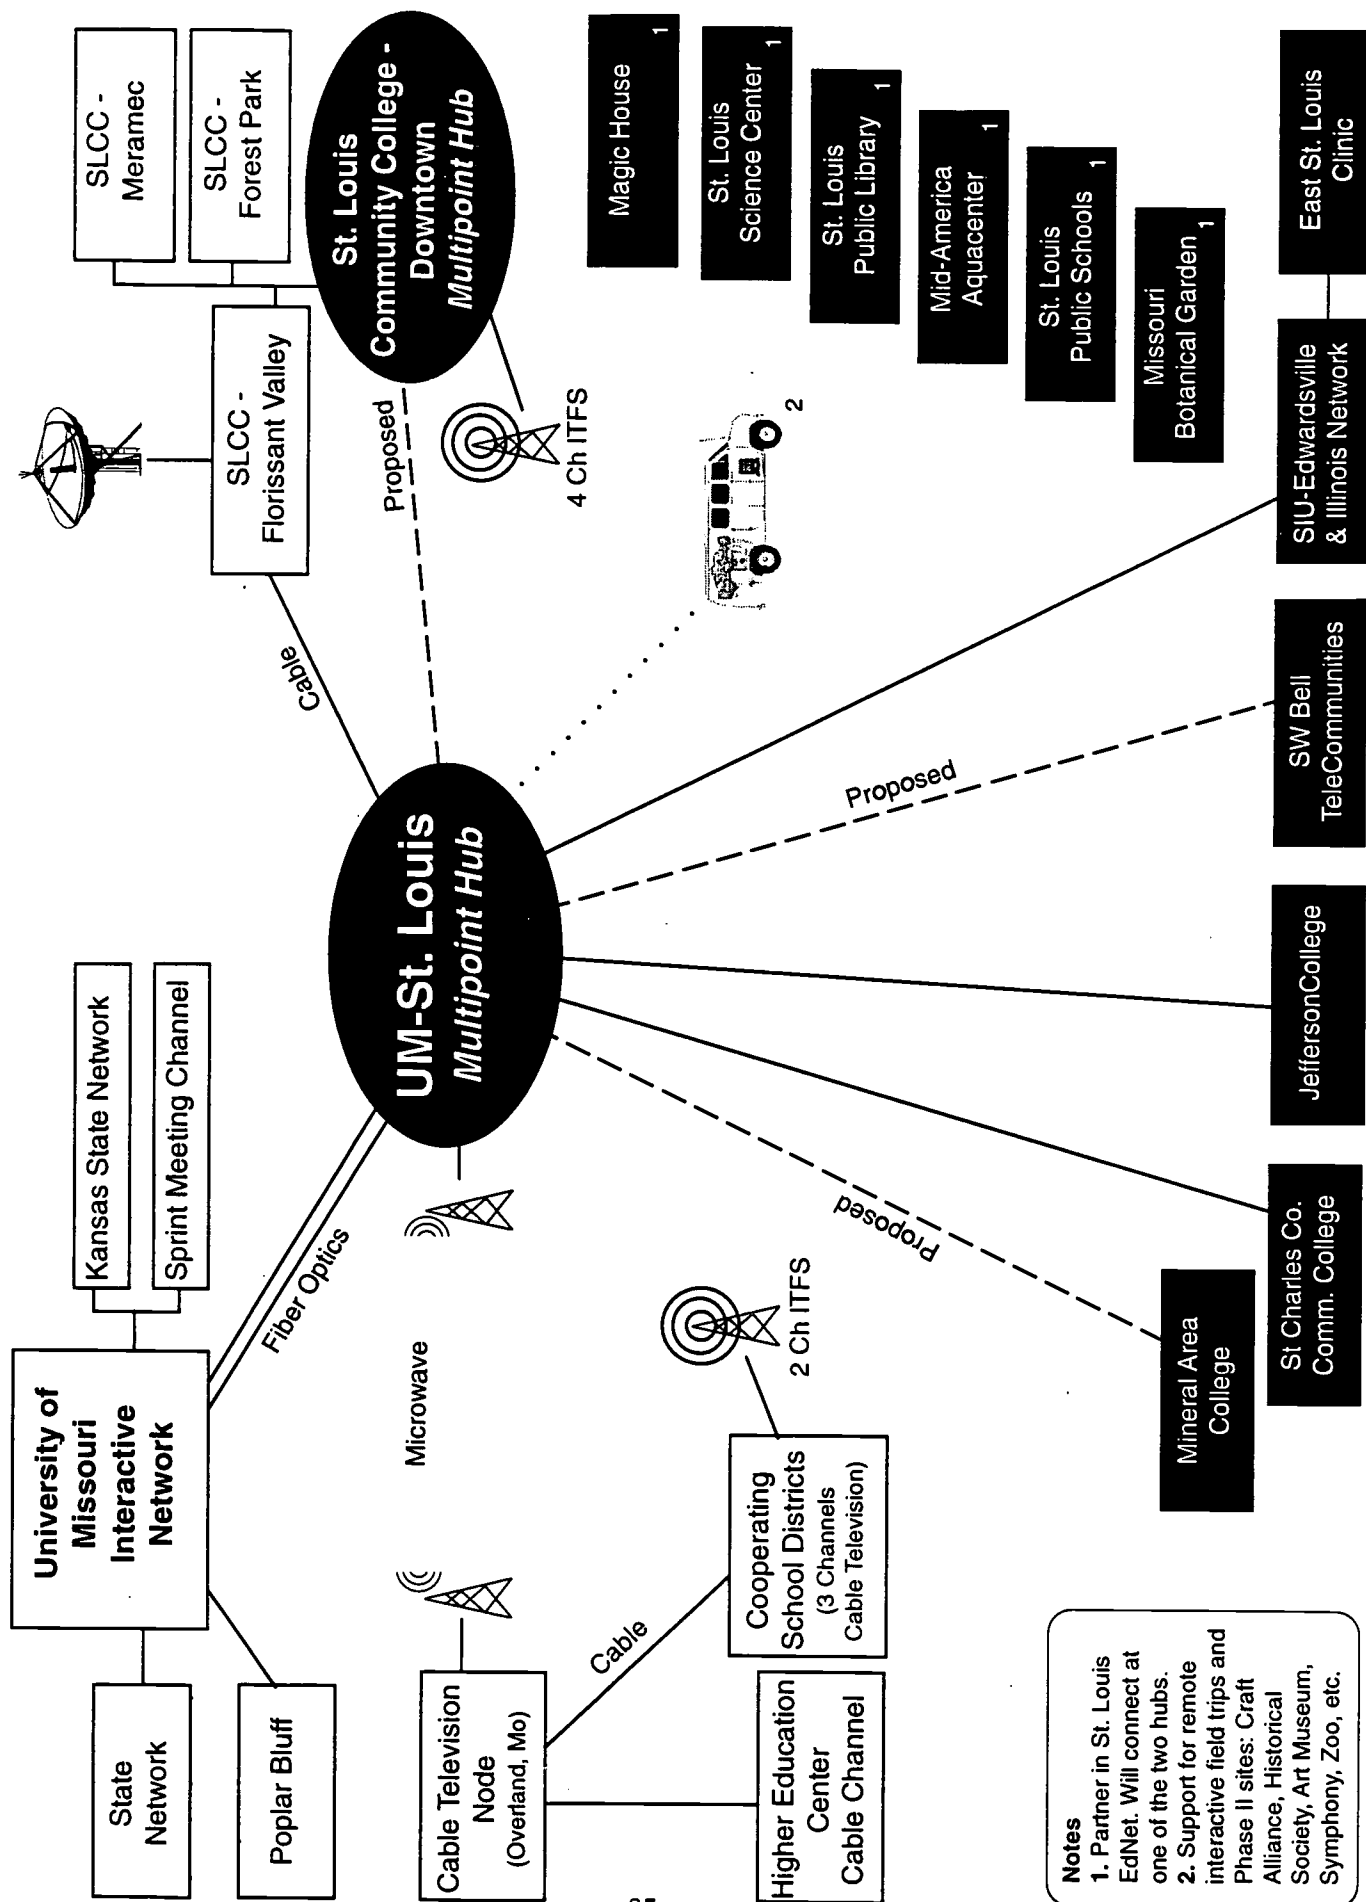 State
Network
Poplar Bluff
University of
Missouri
Interactive
Network
Kansas State Network
Sprint Meeting Channel
Fiber Optics
SLCC -
Florissant Valley
SLCC -
Meramec
SLCC -
Forest Park
Cable
St. Louis
Community College -
Downtown
Multipoint Hub
Proposed
4 Ch ITFS
UM-St. Louis
Multipoint Hub
Microwave
Cable Television
Node
(Overland, Mo)
Cable
Cooperating
School Districts
(3 Channels
Cable Television)
2 Ch ITFS
Higher Education
Center
Cable Channel
2
Magic House
1
St. Louis
Science Center
1
St. Louis
Public Library
1
Mid-America
Aquacenter
1
St. Louis
Public Schools
1
Missouri
Botanical Garden
1
Proposed
Proposed
Mineral Area
College
St Charles Co.
Comm. College
JeffersonCollege
SW Bell
TeleCommunities
SIU-Edwardsville
& Illinois Network
East St. Louis
Clinic
Notes
1. Partner in St. Louis
EdNet. Will connect at
one of the two hubs.
2. Support for remote
interactive field trips and
Phase II sites: Craft
Alliance, Historical
Society, Art Museum,
Symphony, Zoo, etc.